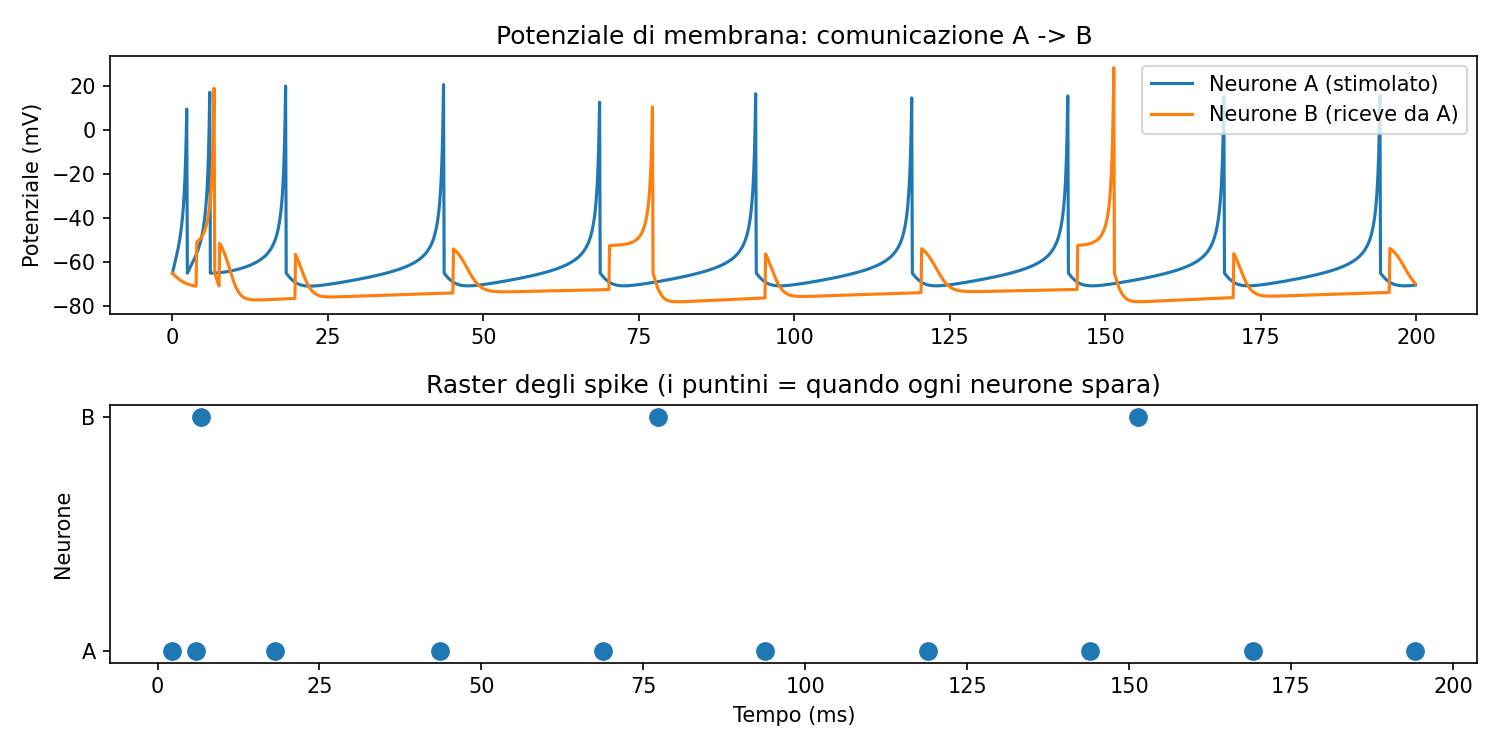 Potenziale di membrana: comunicazione A -> B
Potenziale (mV)
20
0
−20
−40
−60
−80
Neurone A (stimolato)
Neurone B (riceve da A)
0 25 50 75 100 125 150 175 200
Raster degli spike (i puntini = quando ogni neurone spara)
Neurone
B
A
0 25 50 75 100 125 150 175 200
Tempo (ms)